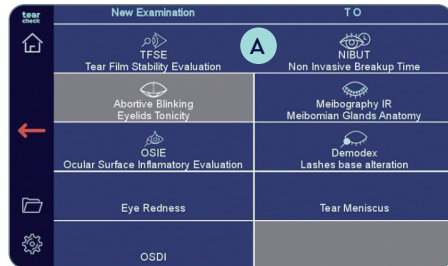 tear check
New Examination TO
A
TFSE
Tear Film Stability Evaluation
NIBUT
Non Invasive Breakup Time
Abortive Blinking
Eyelids Tonicity
Meibography IR
Meibomian Glands Anatomy
OSIE
Ocular Surface Inflamatory Evaluation
Demodex
Lashes base alteration
Eye Redness
Tear Meniscus
OSDI